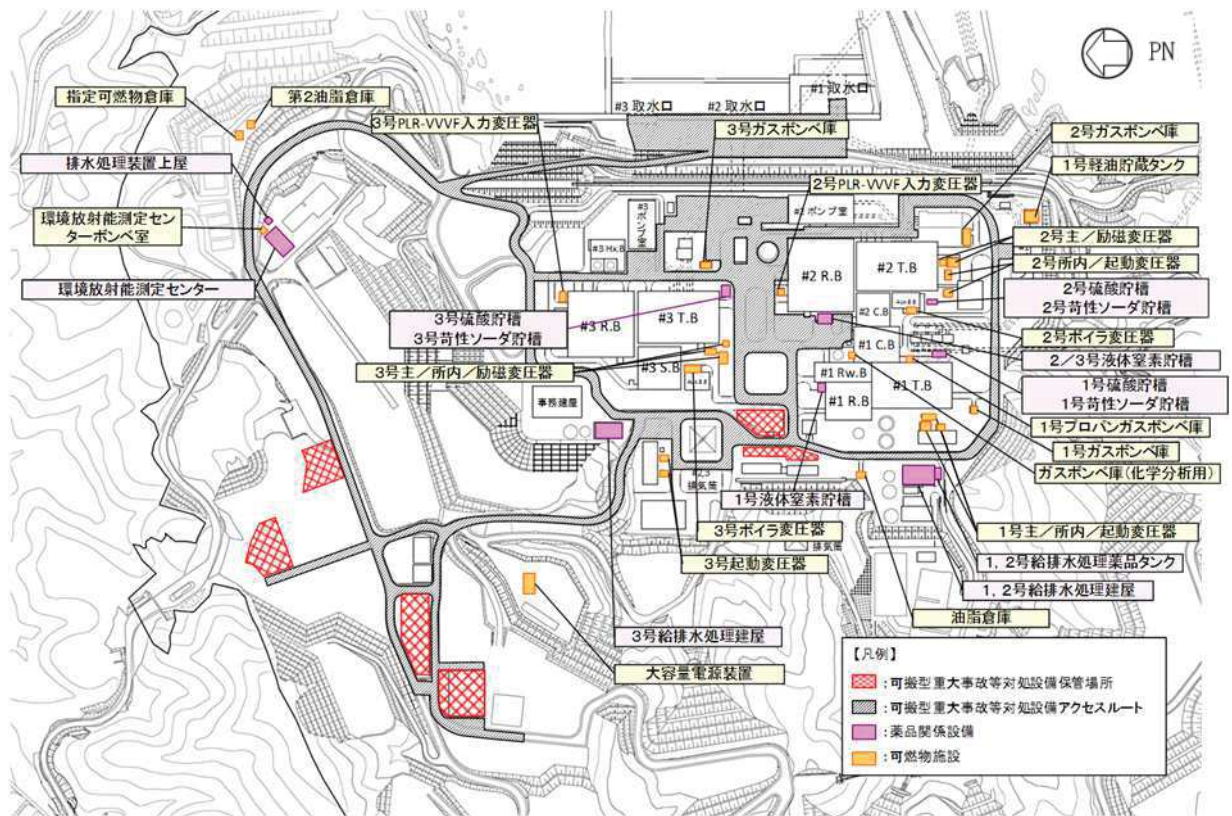 PN
#1 取水口
#3 取水口
#2 取水口
指定可燃物倉庫
第2油脂倉庫
3号PLR-VVVF入力変圧器
3号ガスボンベ庫
2号ガスボンベ庫
排水処理装置上屋
1号軽油貯蔵タンク
2号PLR-VVVF入力変圧器
環境放射能測定セン
ターボンベ室
#3
ポンプ室
ポンプ室
#3 Hx.B
2号主／励磁変圧器
2号所内／起動変圧器
環境放射能測定センター
#2 R.B
#2 T.B
2号硫酸貯槽
2号苛性ソーダ貯槽
3号硫酸貯槽
3号苛性ソーダ貯槽
#3 R.B
#3 T.B
#2 C.B
2号ボイラ変圧器
#1 C.B
2／3号液体窒素貯槽
3号主／所内／励磁変圧器
#3 S.B
#1 Rw.B
#1 T.B
1号硫酸貯槽
1号苛性ソーダ貯槽
事務建屋
#1 R.B
1号プロパンガスボンベ庫
1号ガスボンベ庫
ガスボンベ庫(化学分析用)
排気筒
1号液体窒素貯槽
3号ボイラ変圧器
排気筒
1号主／所内／起動変圧器
3号起動変圧器
1, 2号給排水処理薬品タンク
1, 2号給排水処理建屋
油脂倉庫
3号給排水処理建屋
大容量電源装置
【凡例】
:可搬型重大事故等対処設備保管場所
:可搬型重大事故等対処設備アクセスルート
:薬品関係設備
:可燃物施設